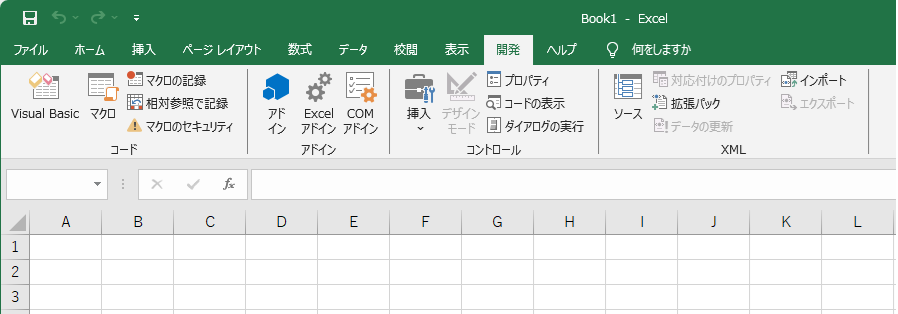 Book1 - Excel
ファイル ホーム 挿入 ページ レイアウト 数式 データ 校閲 表示 開発 ヘルプ 何をしますか
Visual Basic
マクロ
マクロの記録
相対参照で記録
マクロのセキュリティ
コード
アド
イン
Excel
アドイン
COM
アドイン
アドイン
挿入
デザイン
モード
プロパティ
コードの表示
ダイアログの実行
コントロール
ソース
対応付けのプロパティ
拡張パック
データの更新
インポート
エクスポート
XML
fx
A B C D E F G H I J K L
1
2
3